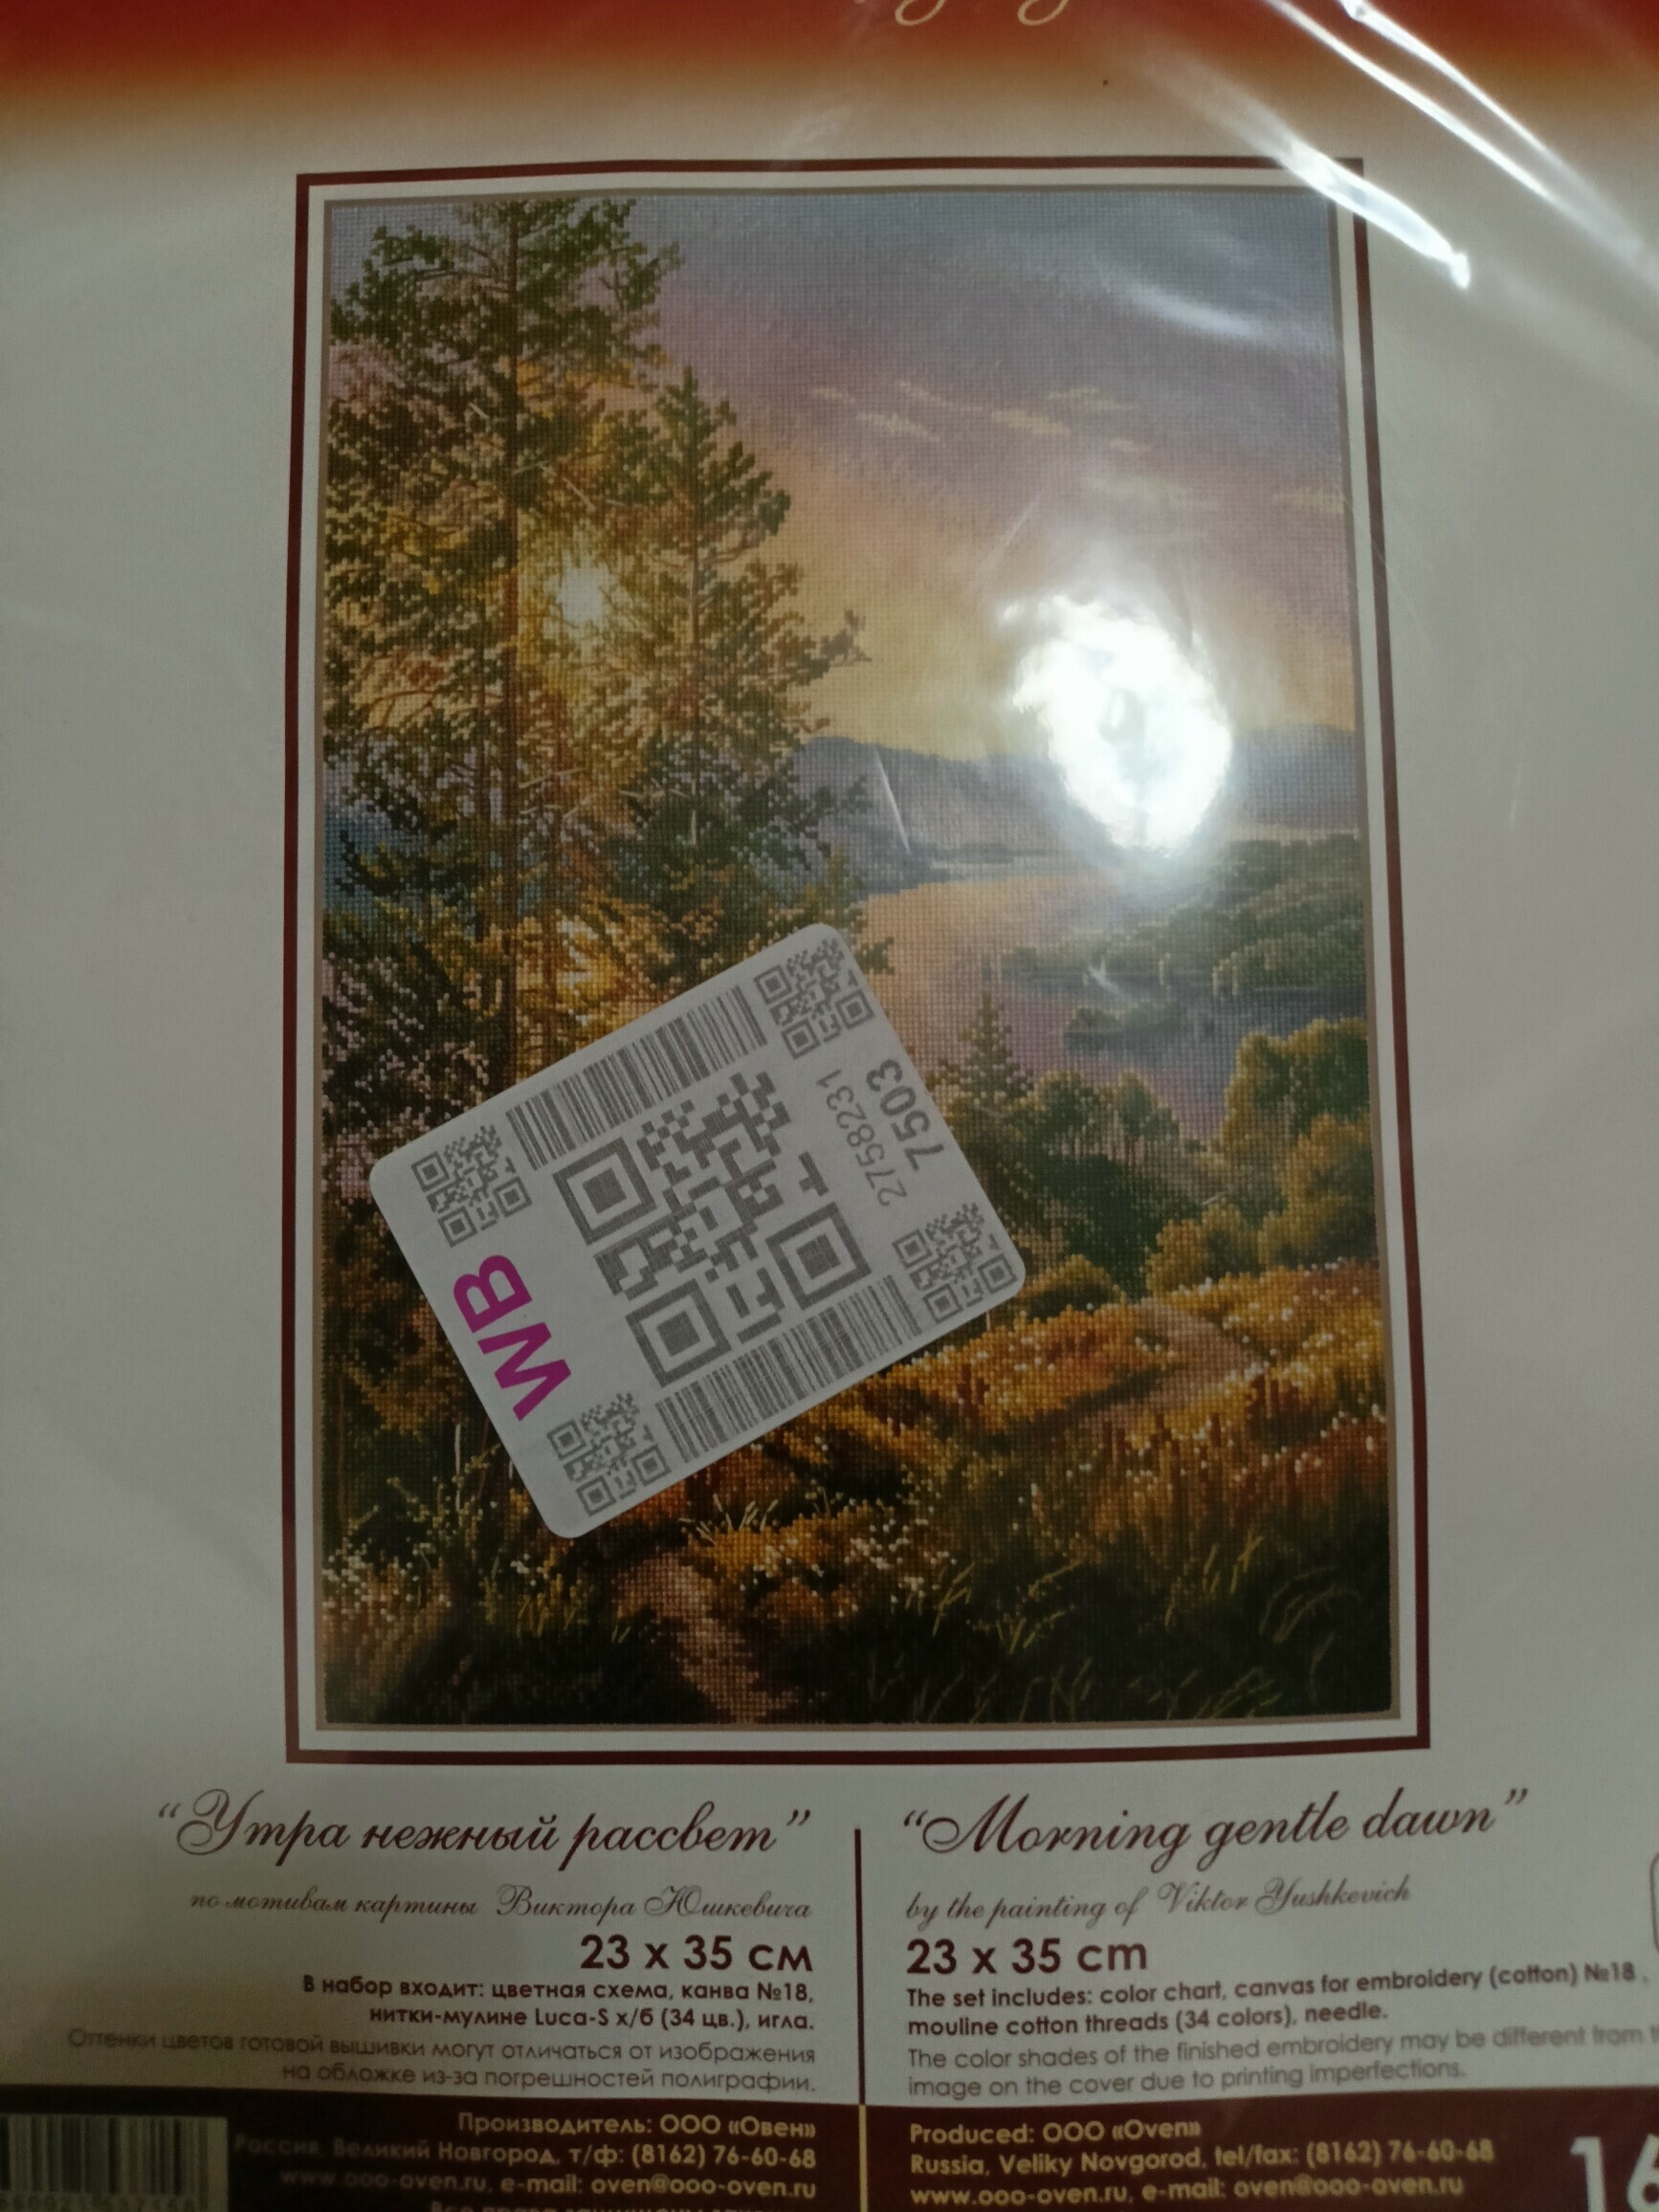 WB
2758231
7503
“Утра нежный рассвет”
по мотивам картины Виктора Юшкевича
23 x 35 см
В набор входит: цветная схема, канва №18,
нитки-мулине Luca-S х/б (34 цв.), игла.
Оттенки цветов готовой вышивки могут отличаться от изображения
на обложке из-за погрешностей полиграфии.
Производитель: ООО «Овен»
Россия, Великий Новгород, т/ф: (8162) 76-60-68
www.ooo-oven.ru, e-mail: oven@ooo-oven.ru
“Morning gentle dawn”
by the painting of Viktor Yushkevich
23 x 35 cm
The set includes: color chart, canvas for embroidery (cotton) №18 ,
mouline cotton threads (34 colors), needle.
The color shades of the finished embroidery may be different from
image on the cover due to printing imperfections.
Produced: ООО «Oven»
Russia, Veliky Novgorod, tel/fax: (8162) 76-60-68
www.ooo-oven.ru, e-mail: oven@ooo-oven.ru
16